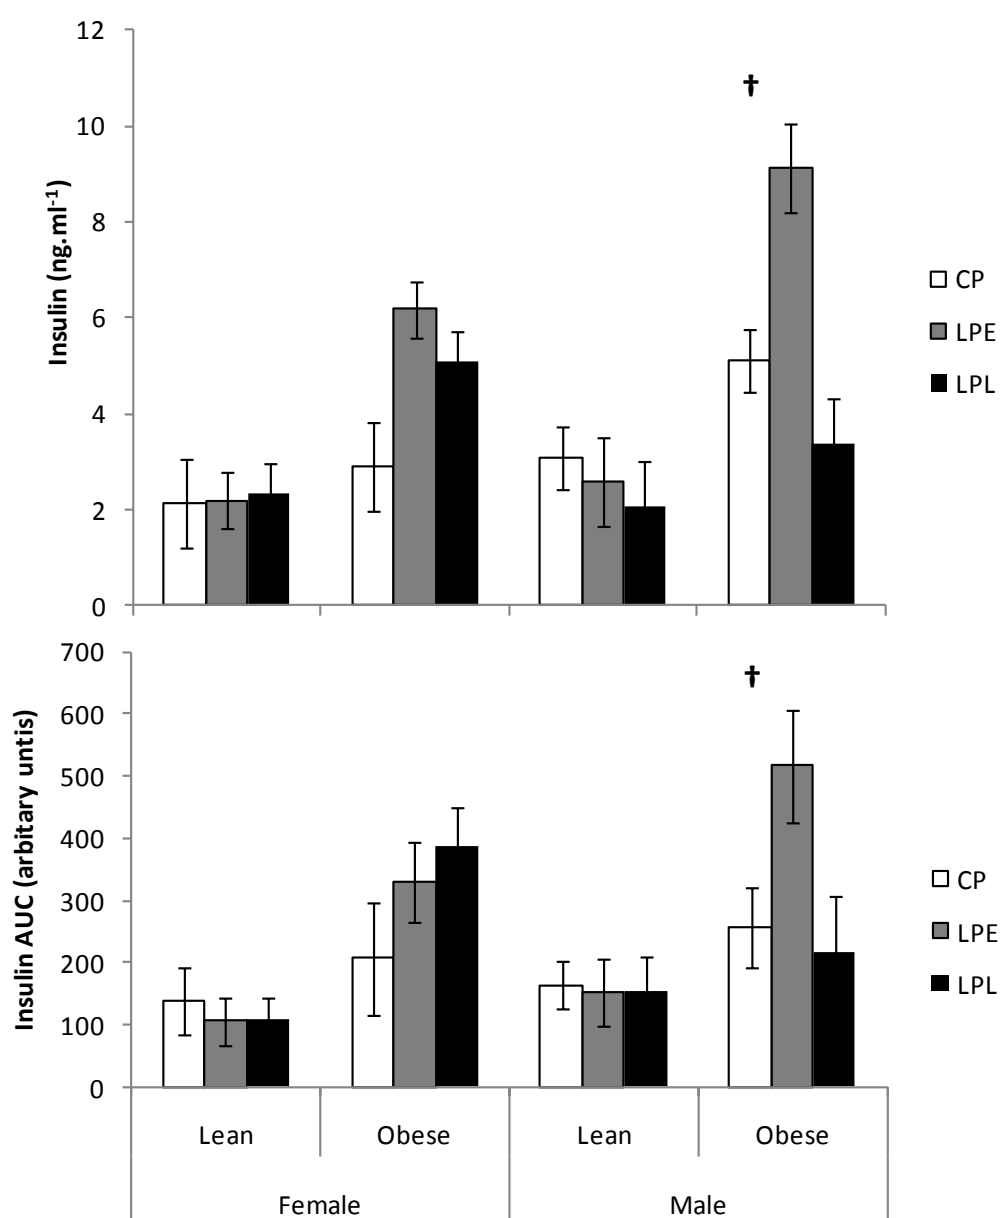 12
10
8
6
4
2
0
Insulin (ng.ml-1)
†
CP
LPE
LPL
700
600
500
400
300
200
100
0
Insulin AUC (arbitary untis)
†
CP
LPE
LPL
Lean Obese Lean Obese
Female Male